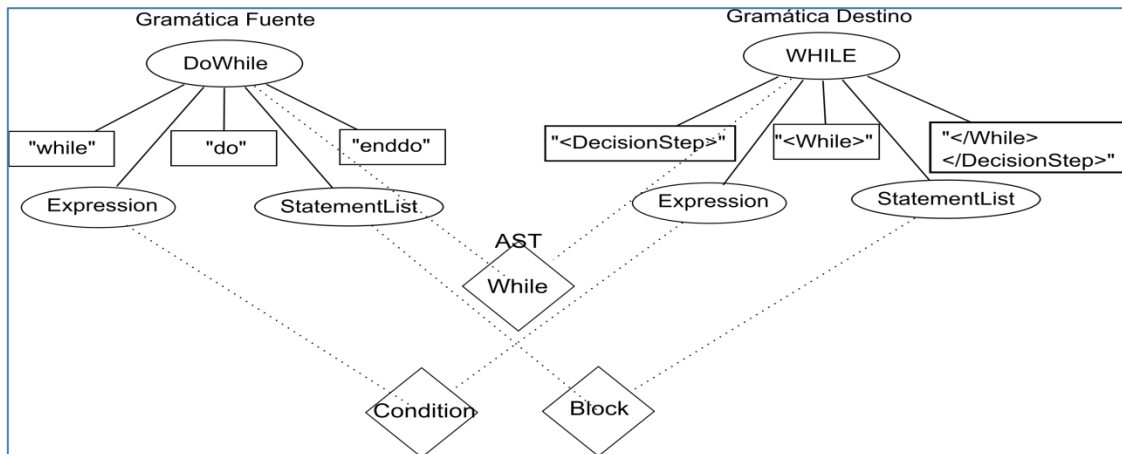 Gramática Fuente
Gramática Destino
DoWhile
WHILE
"while"
"do"
"enddo"
"<DecisionStep>"
"<While>"
"</While>
</DecisionStep>"
Expression
StatementList
Expression
StatementList
AST
While
Condition
Block